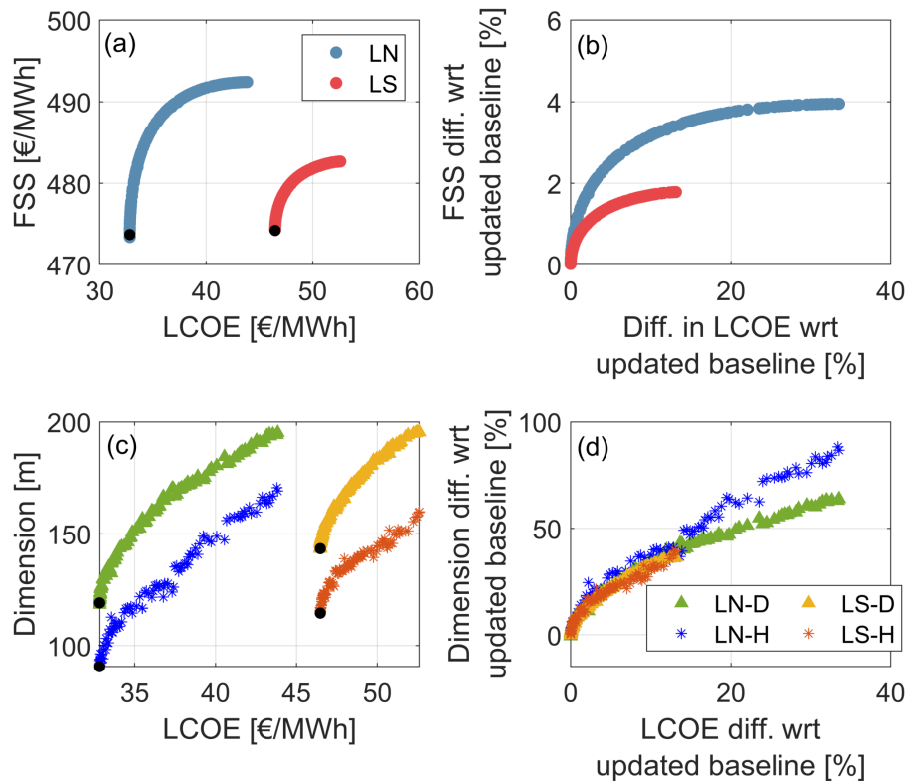 (a)
500
490
480
470
FSS [€/MWh]
30
40
50
60
LCOE [€/MWh]
LN
LS
(b)
6
4
2
0
FSS diff. wrt
updated baseline [%]
0
20
40
Diff. in LCOE wrt
updated baseline [%]
(c)
200
150
100
Dimension [m]
35
40
45
50
LCOE [€/MWh]
(d)
100
50
0
Dimension diff. wrt
updated baseline [%]
LN-D
LS-D
LN-H
LS-H
0
20
40
LCOE diff. wrt
updated baseline [%]